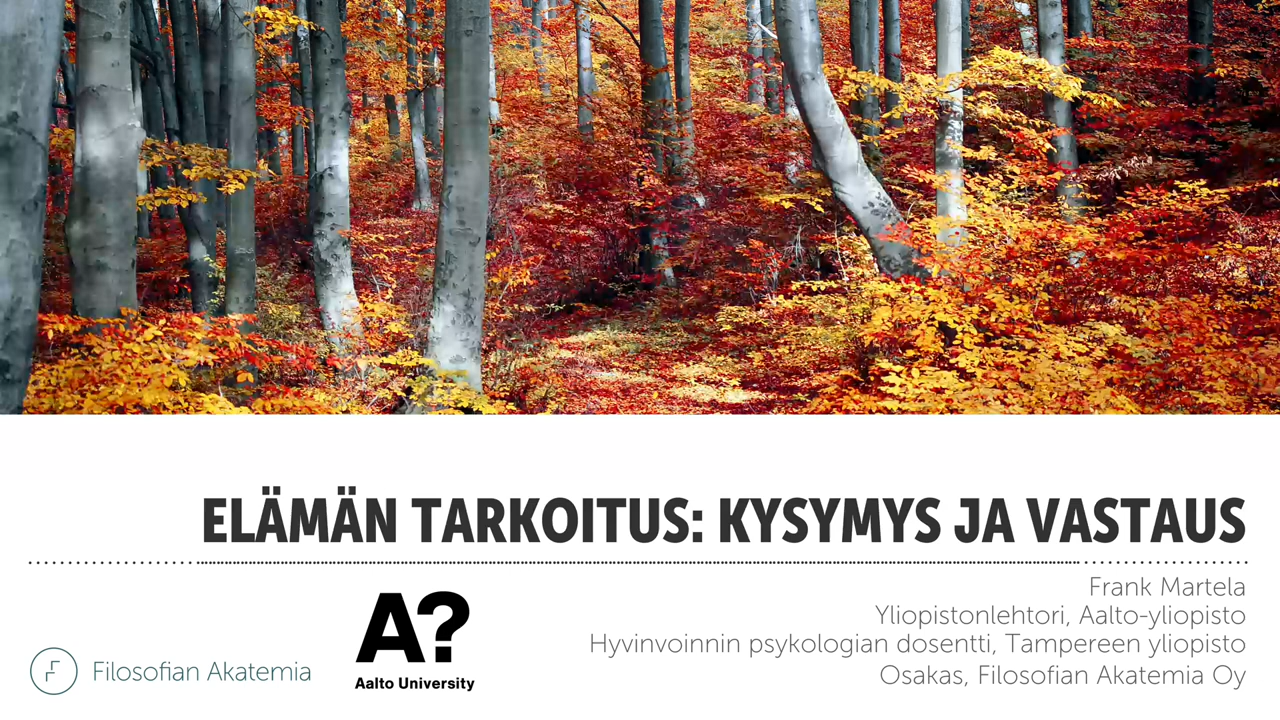 ELÄMÄN TARKOITUS: KYSYMYS JA VASTAUS
Frank Martela
Yliopistonlehtori, Aalto-yliopisto
Hyvinvoinnin psykologian dosentti, Tampereen yliopisto
Osakas, Filosofian Akatemia Oy
Filosofian Akatemia
A?
Aalto University